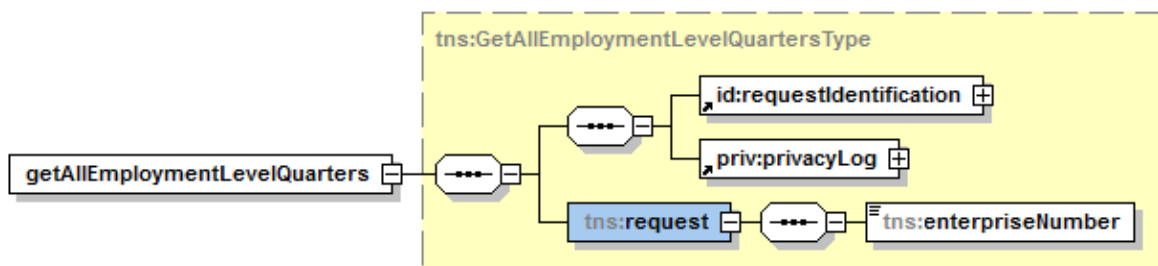 tns:GetAllEmploymentLevelQuartersType
id:requestIdentification
priv:privacyLog
getAllEmploymentLevelQuarters
tns:request
tns:enterpriseNumber